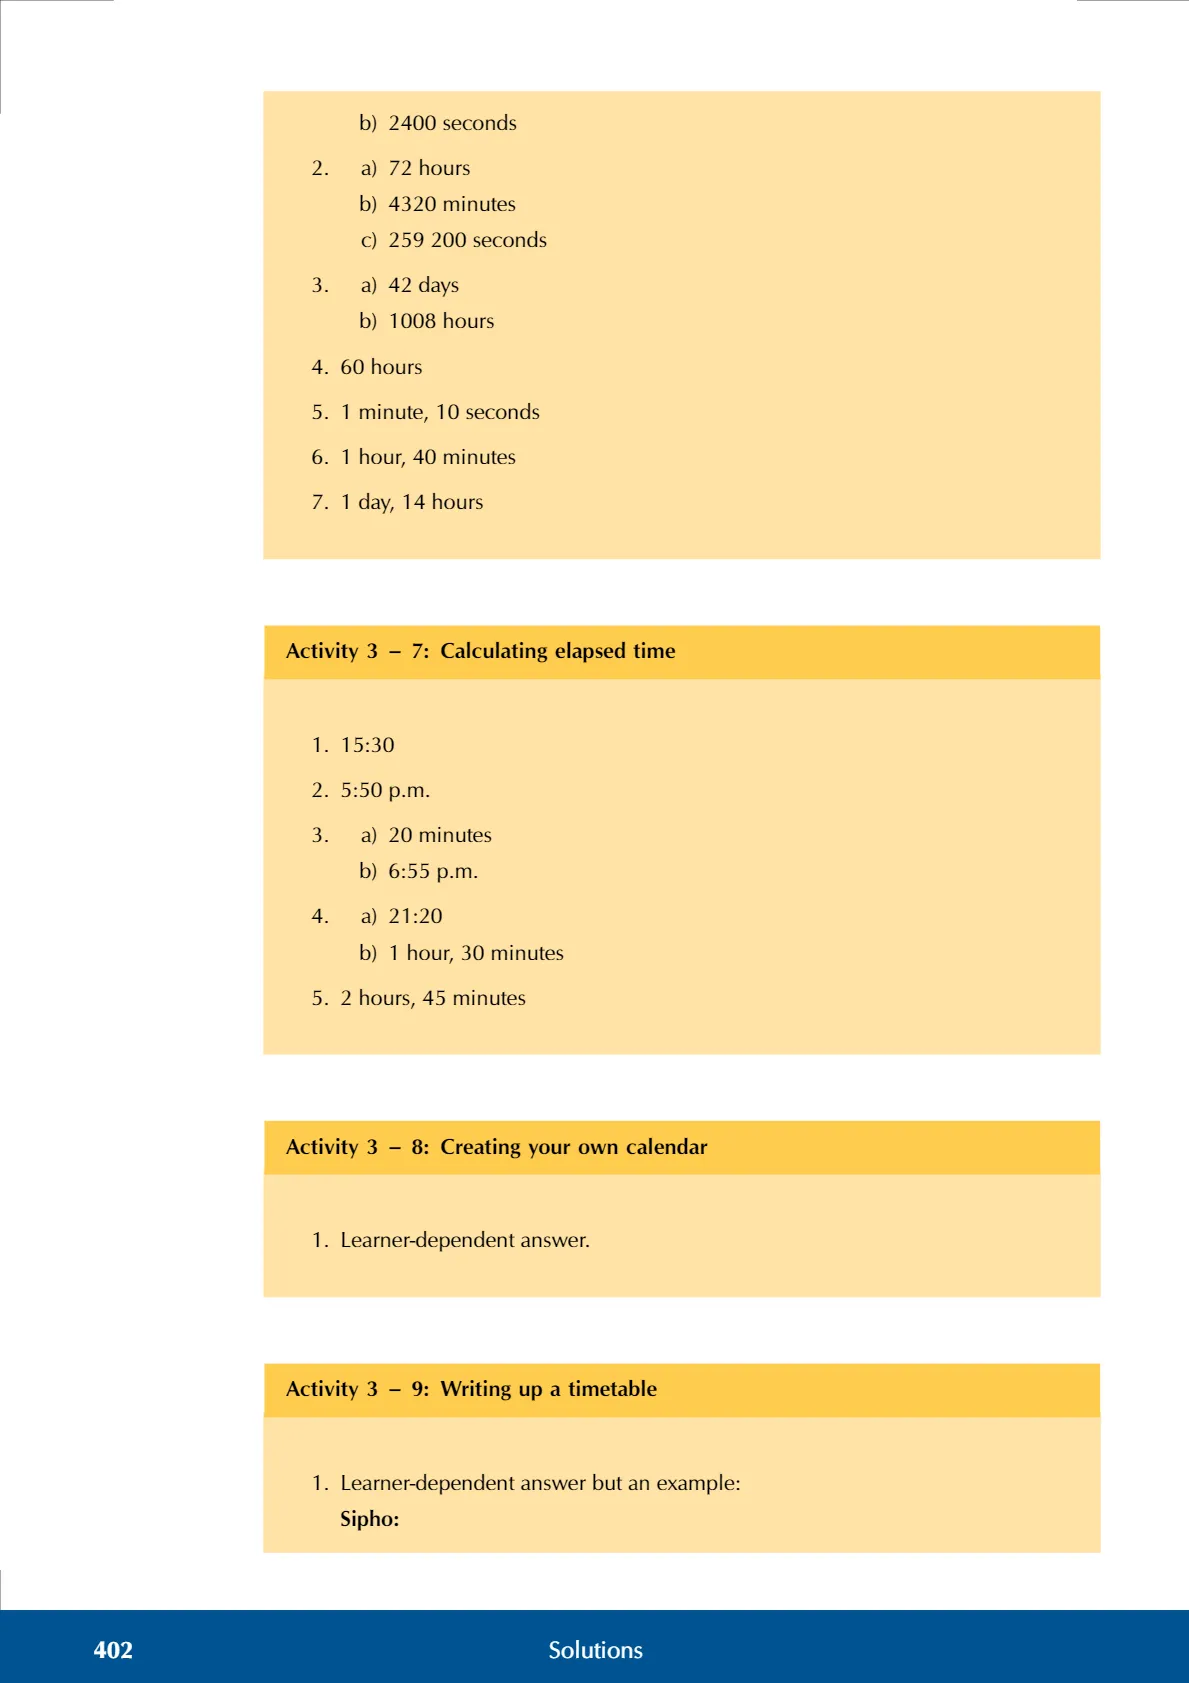 b) 2400 seconds
2. a) 72 hours
b) 4320 minutes
c) 259 200 seconds
3. a) 42 days
b) 1008 hours
4. 60 hours
5. 1 minute, 10 seconds
6. 1 hour, 40 minutes
7. 1 day, 14 hours
Activity 3 – 7: Calculating elapsed time
1. 15:30
2. 5:50 p.m.
3. a) 20 minutes
b) 6:55 p.m.
4. a) 21:20
b) 1 hour, 30 minutes
5. 2 hours, 45 minutes
Activity 3 – 8: Creating your own calendar
1. Learner-dependent answer.
Activity 3 – 9: Writing up a timetable
1. Learner-dependent answer but an example:
Sipho:
402 Solutions